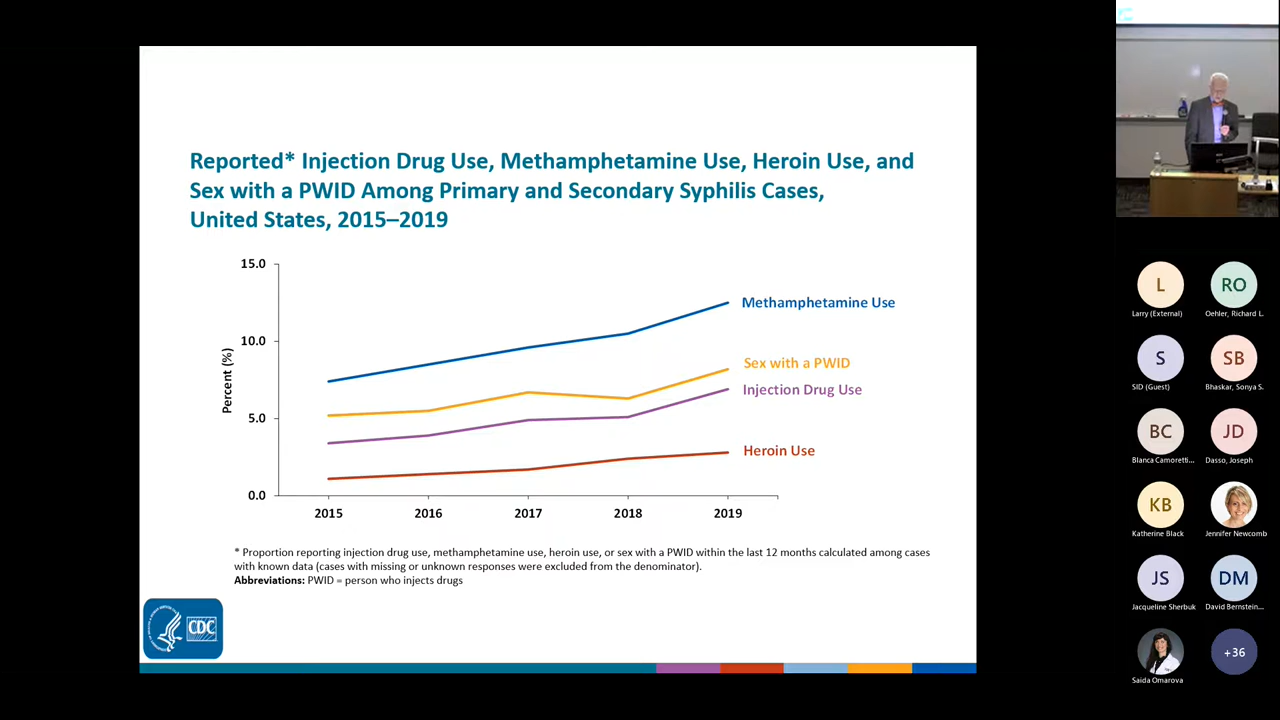 Reported* Injection Drug Use, Methamphetamine Use, Heroin Use, and
Sex with a PWID Among Primary and Secondary Syphilis Cases,
United States, 2015–2019
Percent (%)
15.0
10.0
5.0
0.0
2015 2016 2017 2018 2019
Methamphetamine Use
Sex with a PWID
Injection Drug Use
Heroin Use
* Proportion reporting injection drug use, methamphetamine use, heroin use, or sex with a PWID within the last 12 months calculated among cases
with known data (cases with missing or unknown responses were excluded from the denominator).
Abbreviations: PWID = person who injects drugs
CDC
L RO
Larry (External) Oehler, Richard L.
S SB
SID (Guest) Bhaskar, Sonya S.
BC JD
Blanca Camoretti... Dasso, Joseph
KB
Katherine Black Jennifer Newcomb
JS DM
Jacqueline Sherbuk David Bernstein...
+36
Saida Omarova